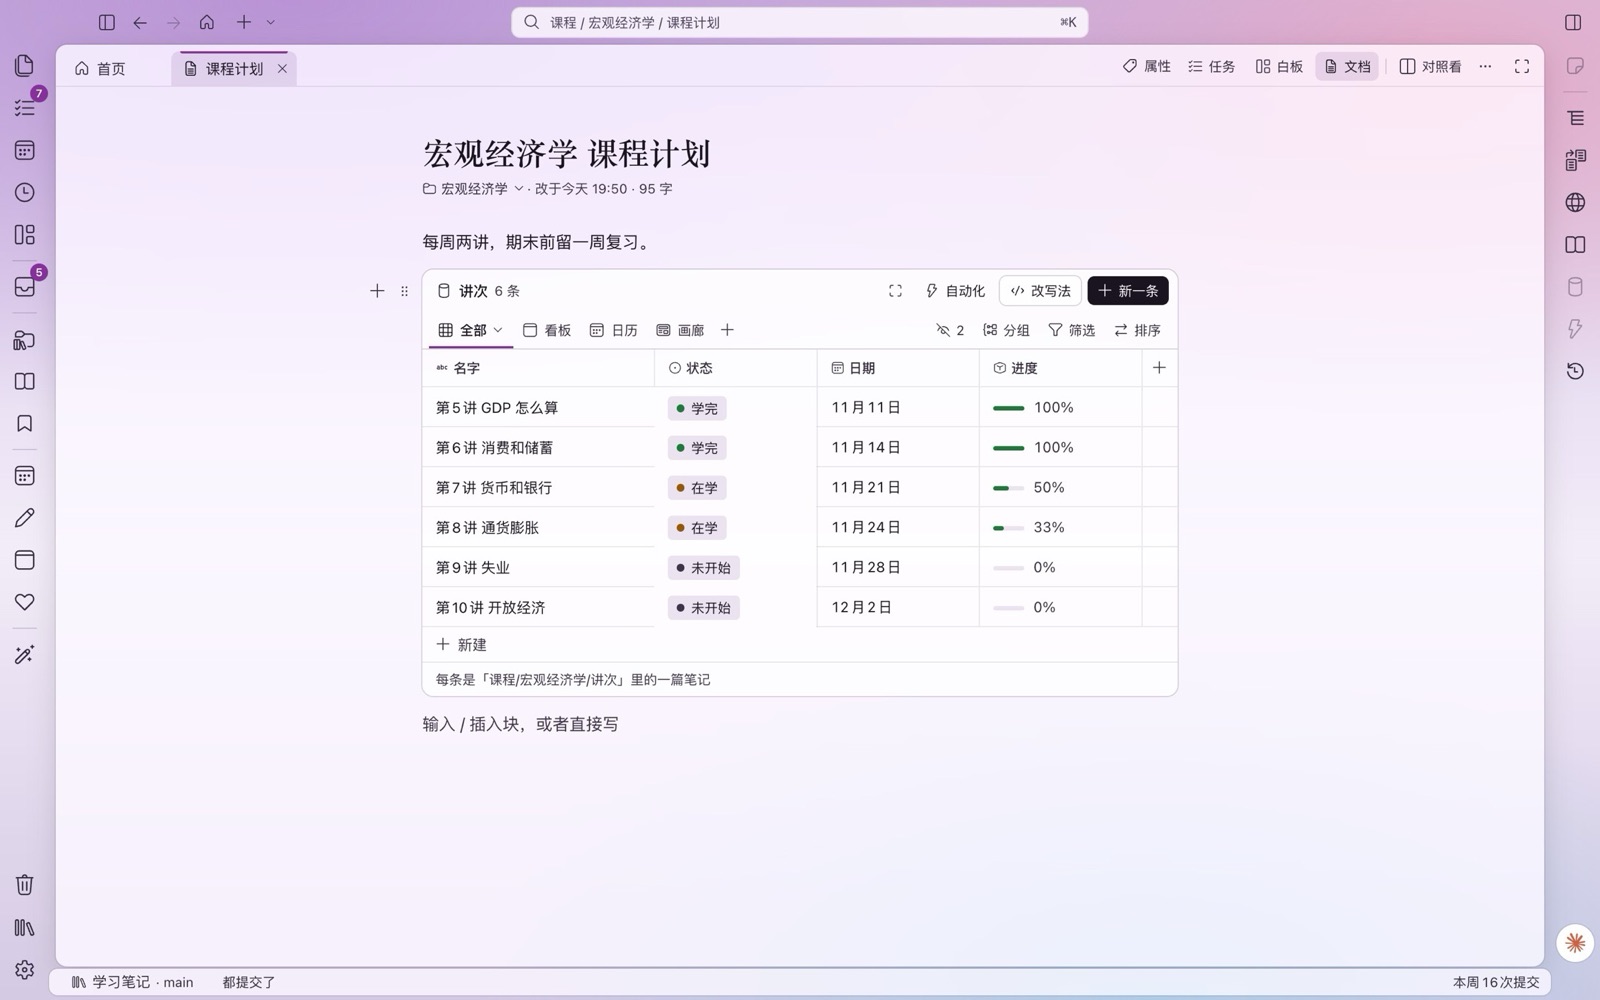 课程 / 宏观经济学 / 课程计划
⌘K
首页
课程计划
属性
任务
白板
文档
对照看
7
5
宏观经济学 课程计划
宏观经济学 · 改于今天 19:50 · 95 字
每周两讲，期末前留一周复习。
讲次 6 条
自动化
改写法
新一条
全部
看板
日历
画廊
2
分组
筛选
排序
abc 名字
状态
日期
进度
第 5 讲 GDP 怎么算 学完 11 月 11 日 100%
第 6 讲 消费和储蓄 学完 11 月 14 日 100%
第 7 讲 货币和银行 在学 11 月 21 日 50%
第 8 讲 通货膨胀 在学 11 月 24 日 33%
第 9 讲 失业 未开始 11 月 28 日 0%
第 10 讲 开放经济 未开始 12 月 2 日 0%
新建
每条是「课程/宏观经济学/讲次」里的一篇笔记
输入 / 插入块，或者直接写
学习笔记 · main
都提交了
本周 16 次提交